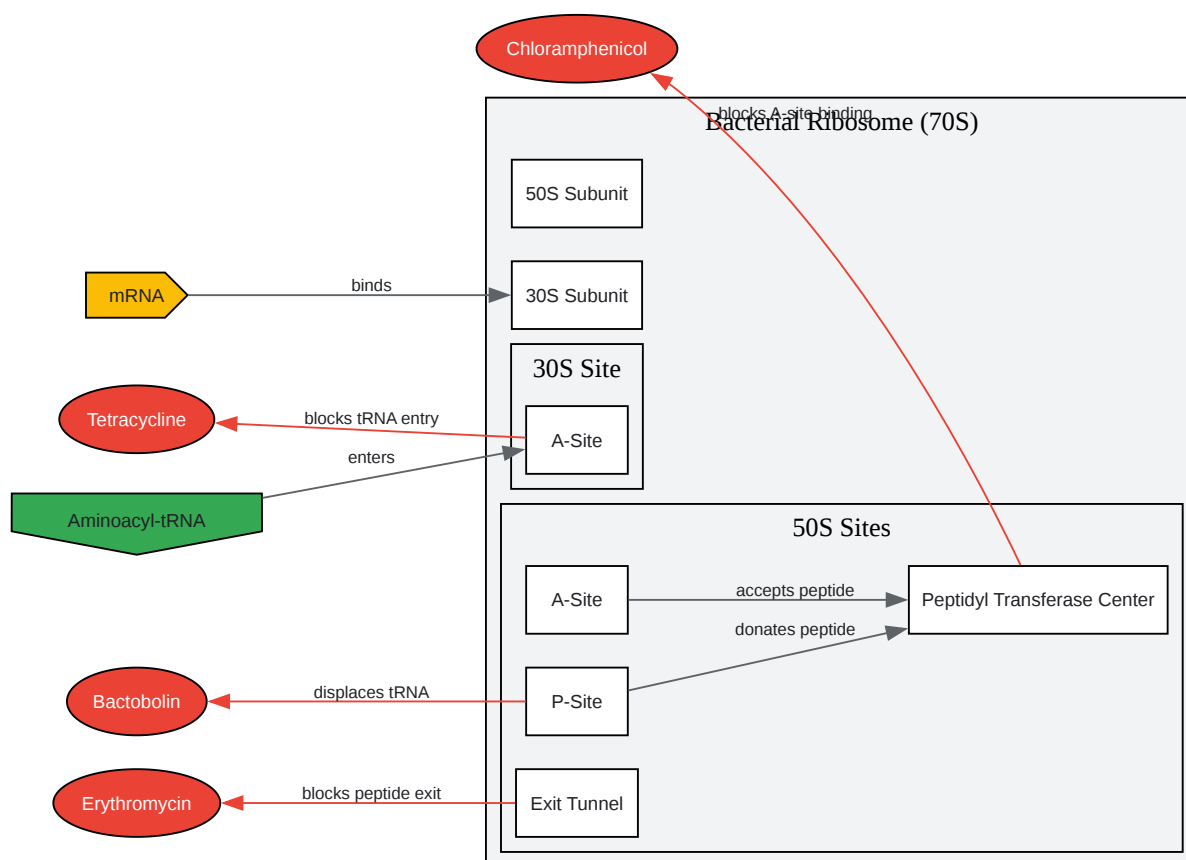 Chloramphenicol
blocks A-site binding
Bacterial Ribosome (70S)
50S Subunit
mRNA
binds
30S Subunit
30S Site
Tetracycline
blocks tRNA entry
A-Site
enters
Aminoacyl-tRNA
50S Sites
A-Site
accepts peptide
Peptidyl Transferase Center
donates peptide
Bactobolin
displaces tRNA
P-Site
Erythromycin
blocks peptide exit
Exit Tunnel